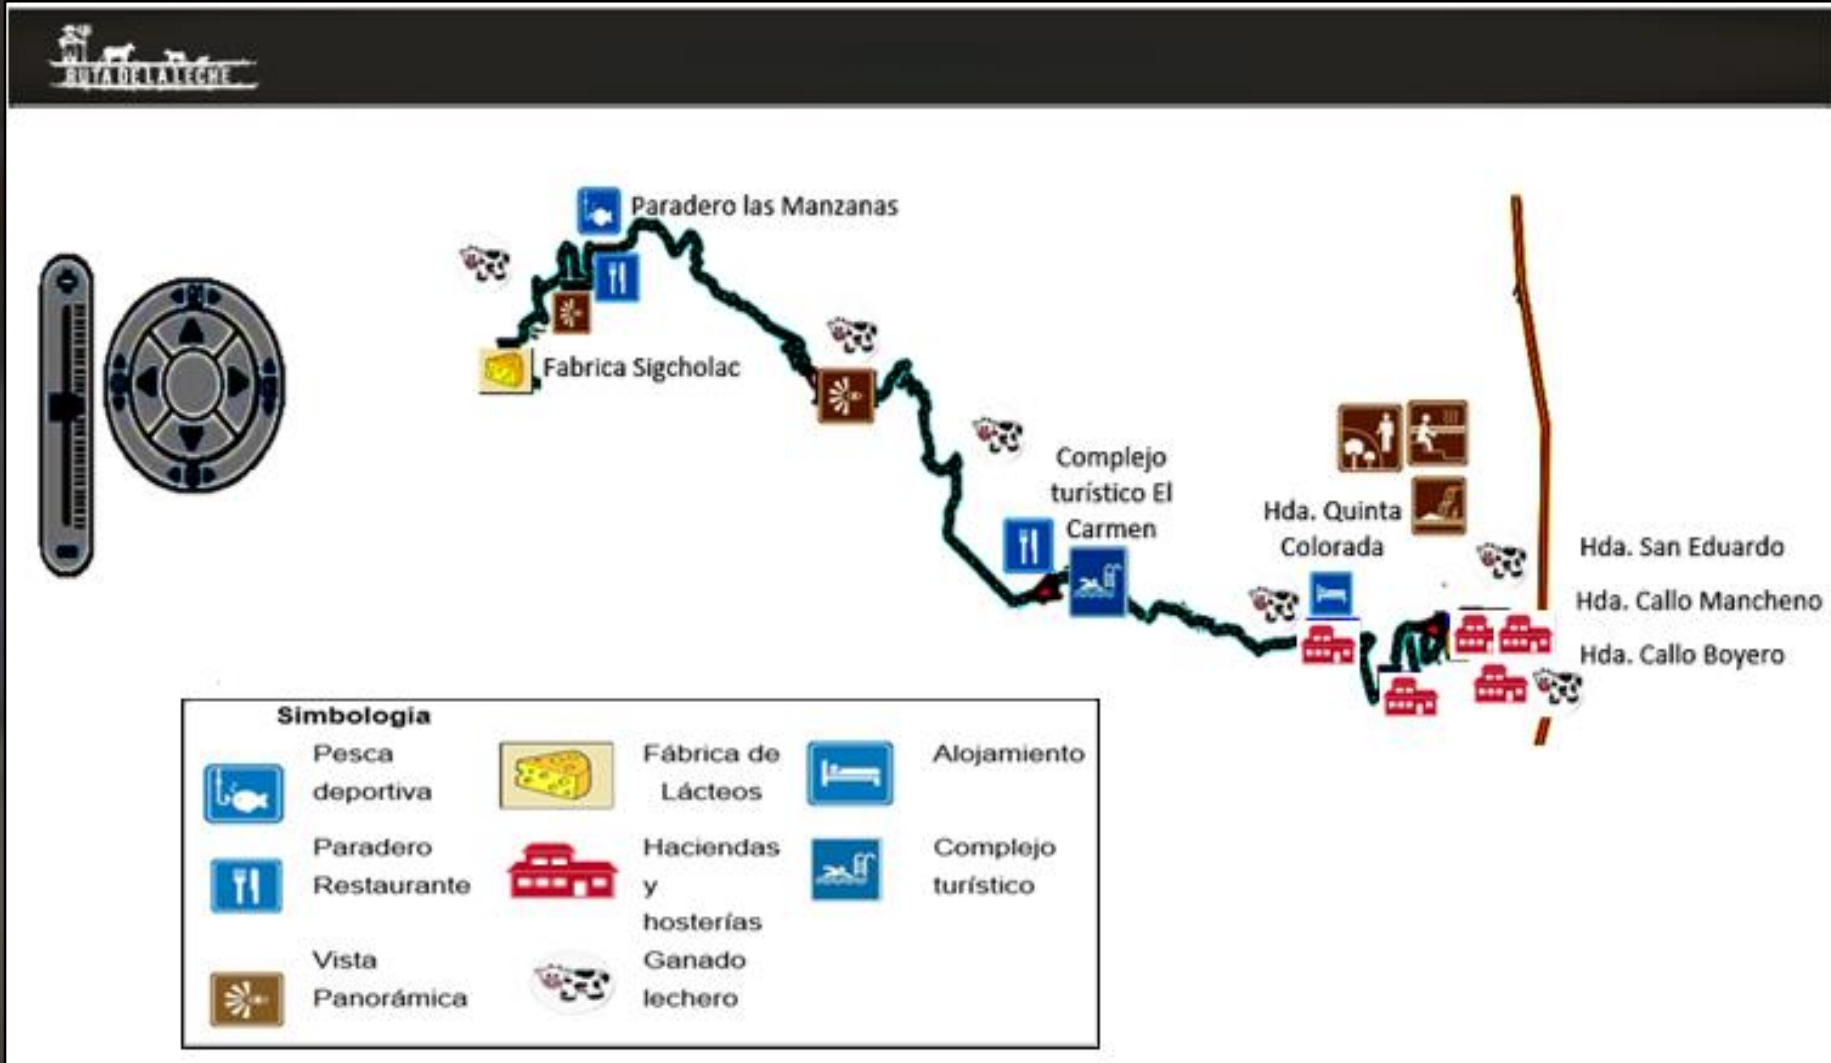 RUTA DE LA LECHE
Paradero las Manzanas
Fabrica Sigcholac
Complejo
turístico El
Carmen
Hda. Quinta
Colorada
Hda. San Eduardo
Hda. Callo Mancheno
Hda. Callo Boyero
Simbología
Pesca
deportiva
Fábrica de
Lácteos
Alojamiento
Paradero
Restaurante
Haciendas
y
hosterías
Complejo
turístico
Vista
Panorámica
Ganado
lechero